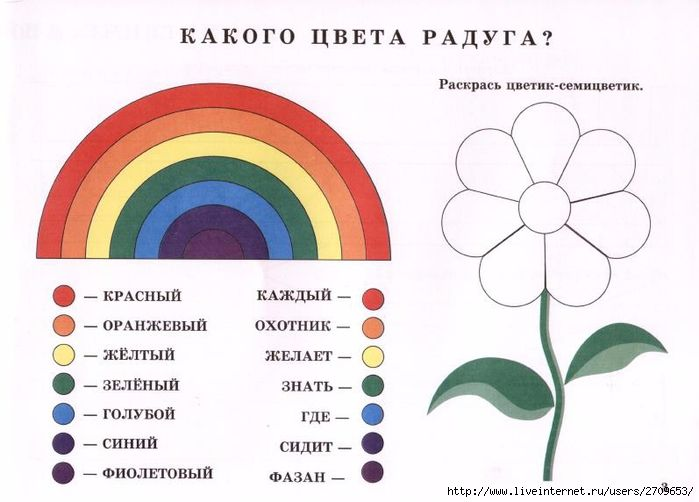 КАКОГО ЦВЕТА РАДУГА?
Раскрась цветик-семицветик.
— КРАСНЫЙ
— ОРАНЖЕВЫЙ
— ЖЁЛТЫЙ
— ЗЕЛЁНЫЙ
— ГОЛУБОЙ
— СИНИЙ
— ФИОЛЕТОВЫЙ
КАЖДЫЙ —
ОХОТНИК —
ЖЕЛАЕТ —
ЗНАТЬ —
ГДЕ —
СИДИТ —
ФАЗАН —
3
http://www.liveinternet.ru/users/2709653/